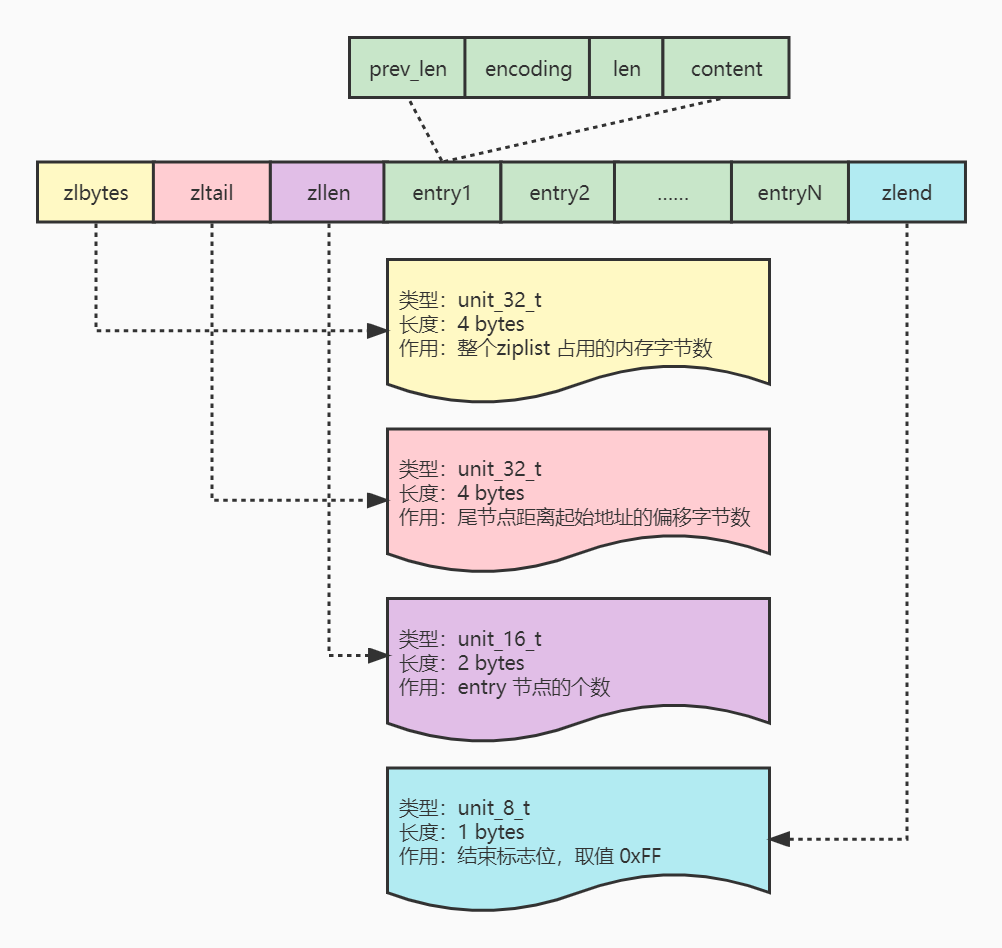 prev_len encoding len content
zlbytes zltail zllen entry1 entry2 …… entryN zlend
类型：unit_32_t
长度：4 bytes
作用：整个ziplist 占用的内存字节数
类型：unit_32_t
长度：4 bytes
作用：尾节点距离起始地址的偏移字节数
类型：unit_16_t
长度：2 bytes
作用：entry 节点的个数
类型：unit_8_t
长度：1 bytes
作用：结束标志位，取值 0xFF